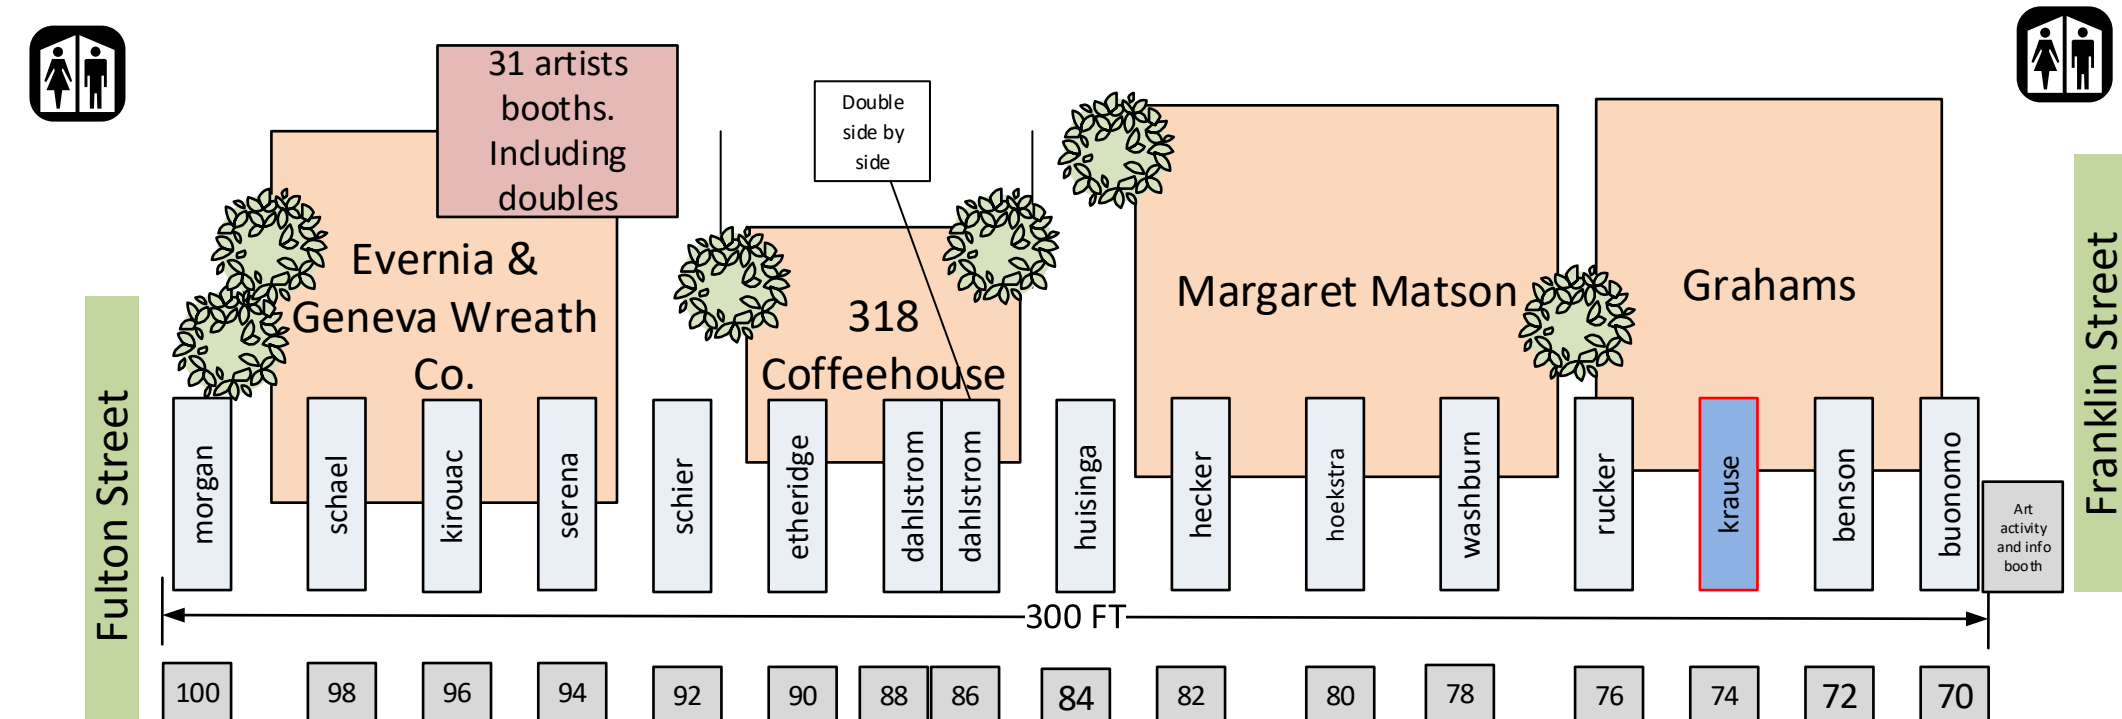 31 artists
booths.
Including
doubles
Double
side by
side
Evernia &
Geneva Wreath
Co.
318
Coffeehouse
Margaret Matson
Grahams
Fulton Street
Franklin Street
morgan
schael
kirouac
serena
schier
etheridge
dahlstrom
dahlstrom
huisinga
hecker
hoekstra
washburn
rucker
krause
benson
buonomo
Art
activity
and info
booth
300 FT
100
98
96
94
92
90
88
86
84
82
80
78
76
74
72
70